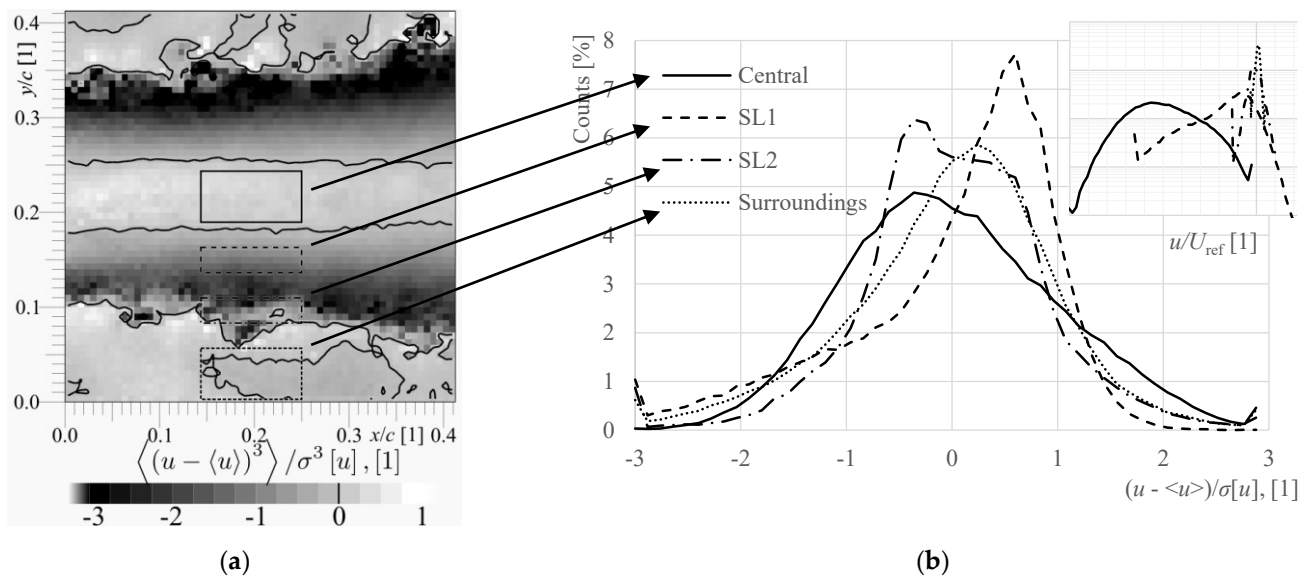 0.4
0.3
0.2
0.1
0.0
y/c [1]
0.0 0.1 0.2 0.3 x/c [1] 0.4
⟨(u − ⟨u⟩)³⟩ / σ³ [u] , [1]
-3 -2 -1 0 1
(a)
8
7
6
5
4
3
2
1
0
Counts [%]
Central
SL1
SL2
Surroundings
u/Uref [1]
-3 -2 -1 0 1 2 3
(u - <u>)/σ[u], [1]
(b)